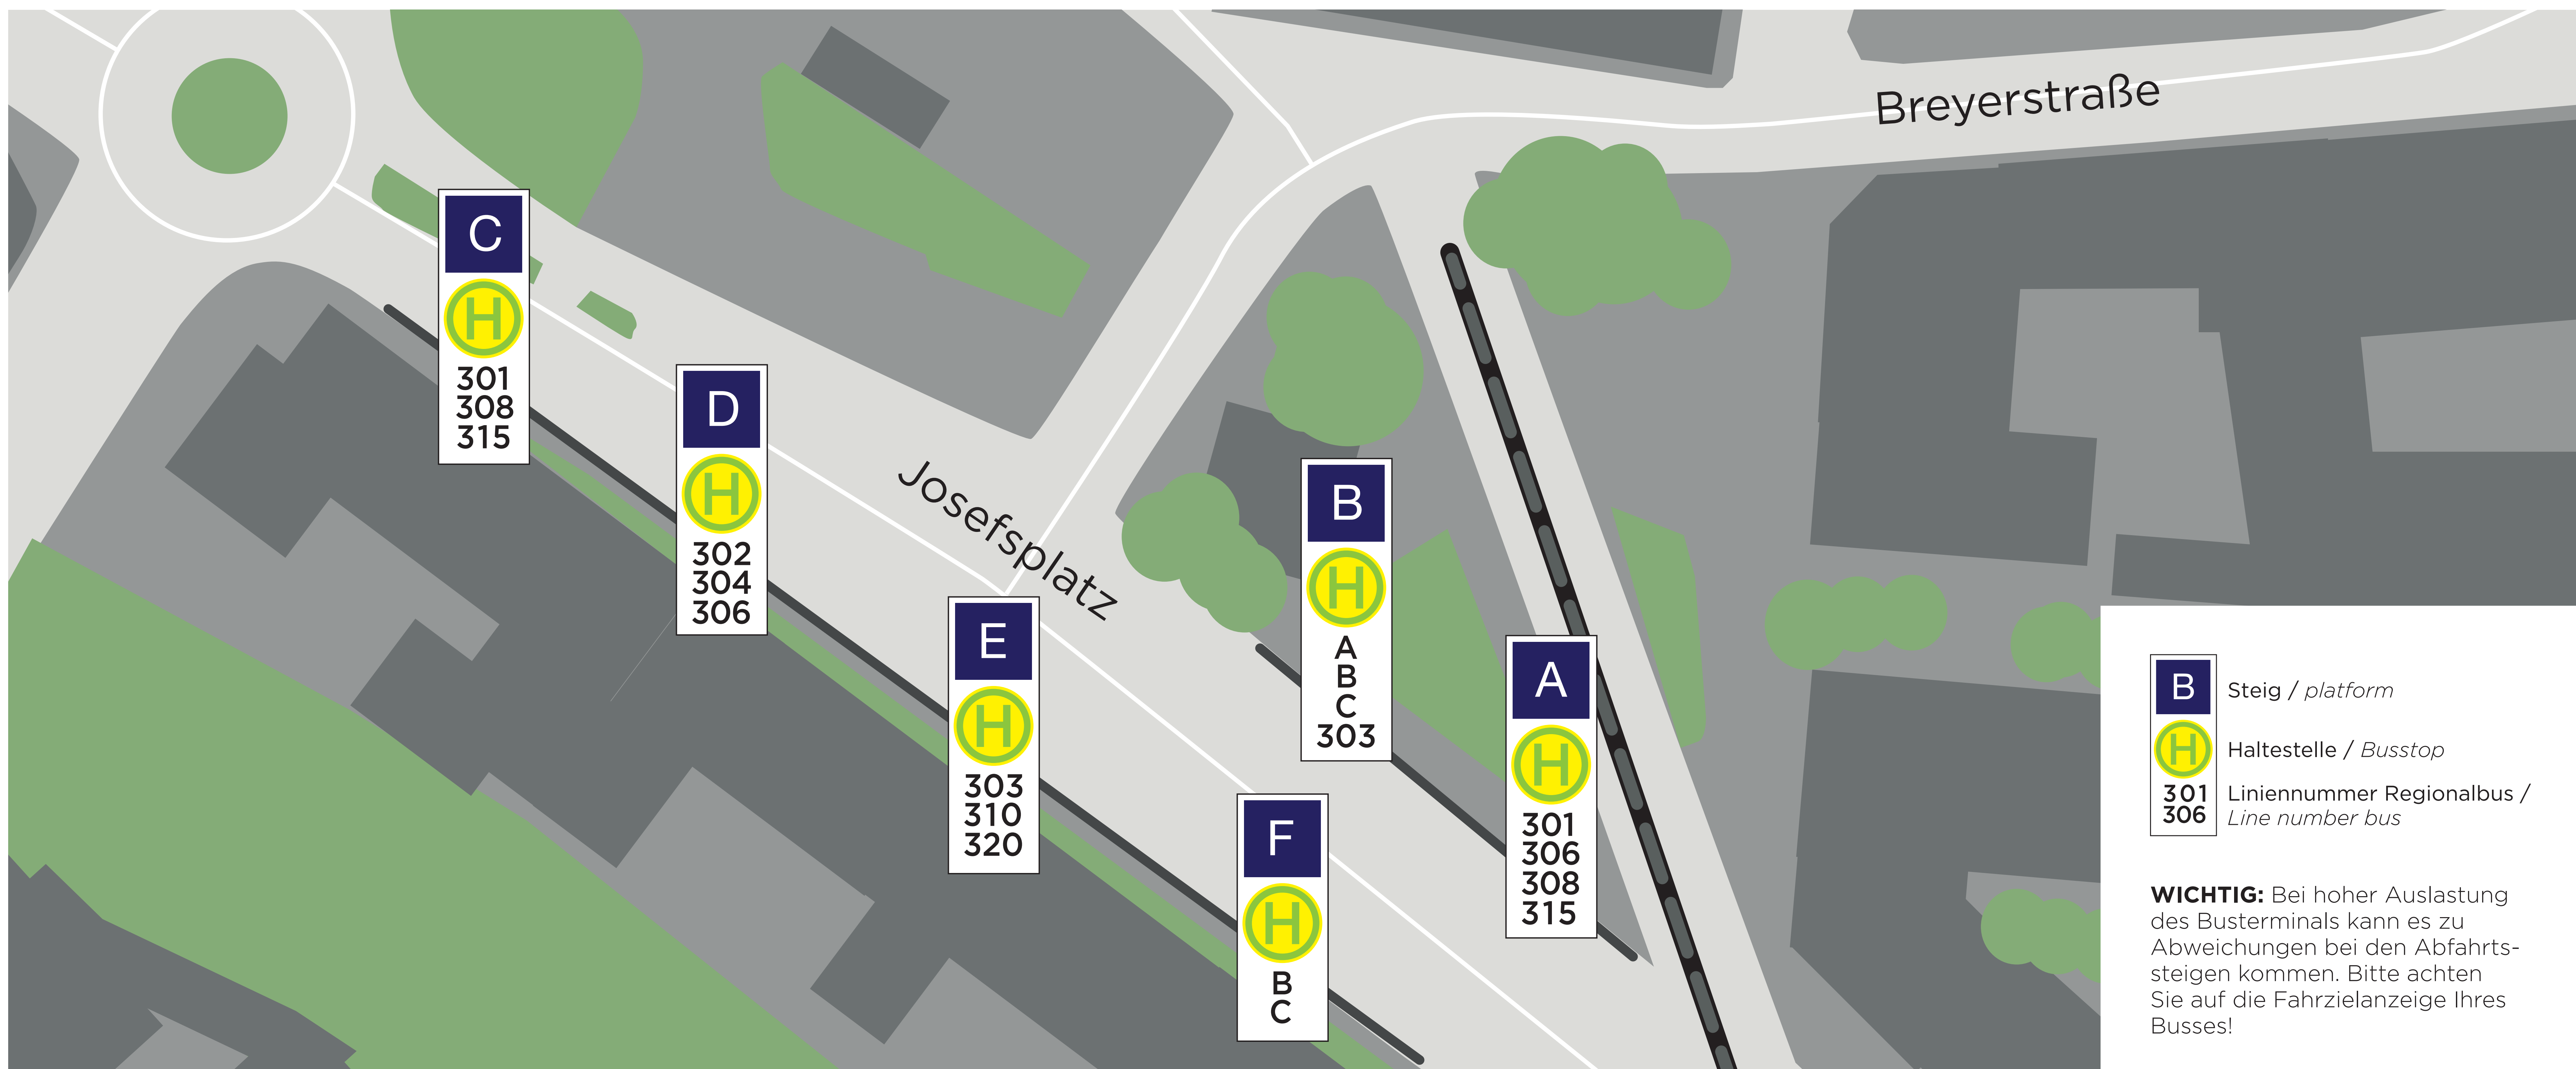 Breyerstraße
C
H
301
308
315
D
H
302
304
306
Josefsplatz
B
H
A
B
C
303
E
H
303
310
320
A
H
301
306
308
315
F
H
B
C
B
Steig / platform
H
Haltestelle / Busstop
301
306
Liniennummer Regionalbus /
Line number bus
WICHTIG: Bei hoher Auslastung
des Busterminals kann es zu
Abweichungen bei den Abfahrts-
steigen kommen. Bitte achten
Sie auf die Fahrzielanzeige Ihres
Busses!